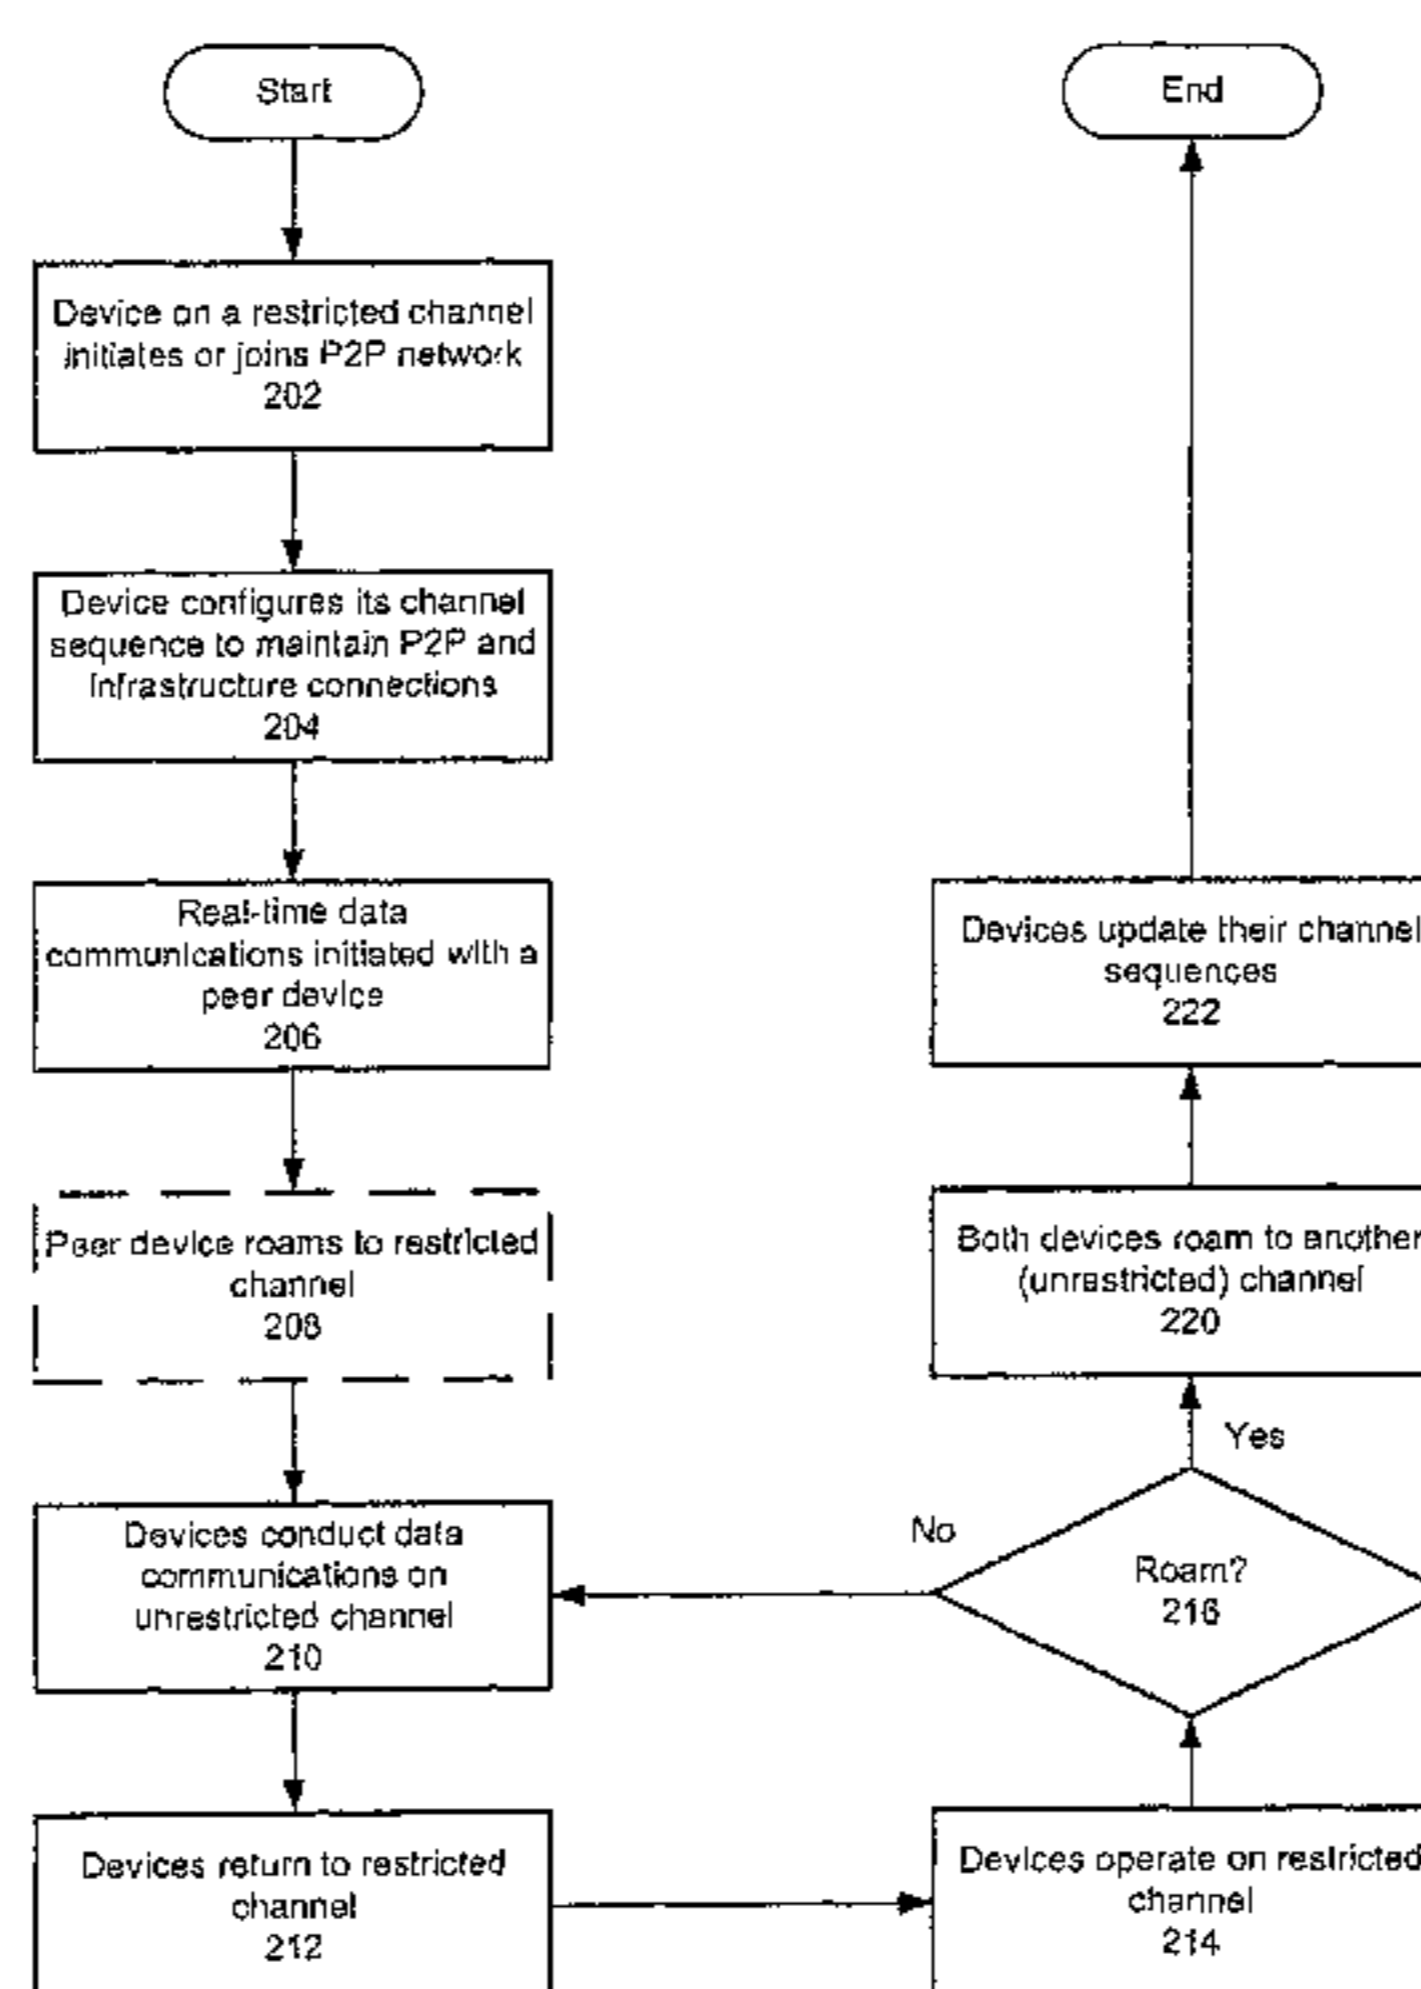 Start
Device on a restricted channel
initiates or joins P2P network
202
Device configures its channel
sequence to maintain P2P and
infrastructure connections
204
Real-time data
communications initiated with a
peer device
206
Peer device roams to restricted
channel
208
Devices conduct data
communications on
unrestricted channel
210
Devices return to restricted
channel
212
Devices operate on restricted
channel
214
Roam?
216
No
Yes
Both devices roam to another
(unrestricted) channel
220
Devices update their channel
sequences
222
End